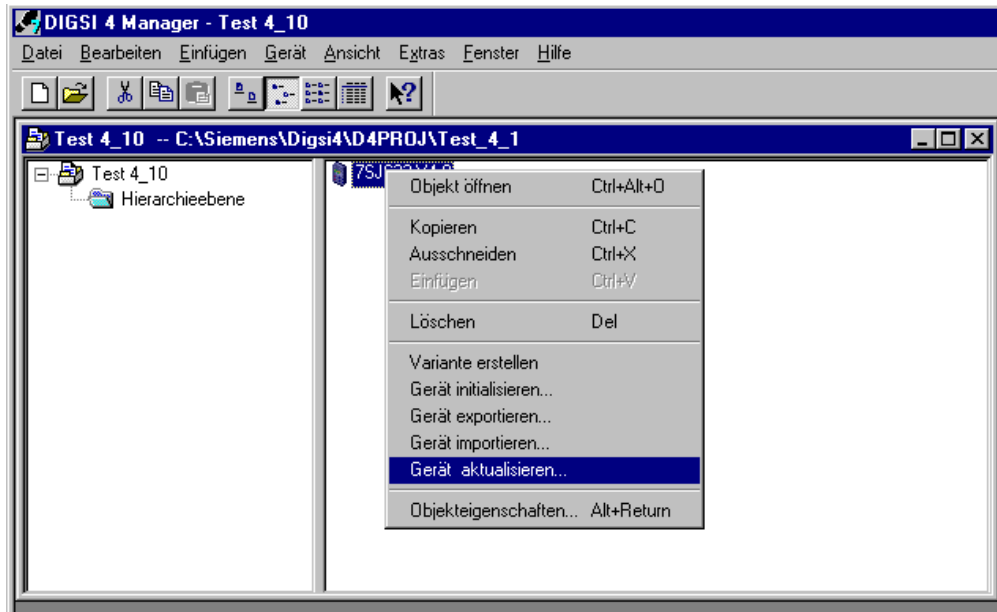 DIGSI 4 Manager - Test 4_10
Datei Bearbeiten Einfügen Gerät Ansicht Extras Fenster Hilfe
Test 4_10 -- C:\Siemens\Digsi4\D4PROJ\Test_4_1
Test 4_10
Hierarchieebene
Objekt öffnen Ctrl+Alt+O
Kopieren Ctrl+C
Ausschneiden Ctrl+X
Einfügen Ctrl+V
Löschen Del
Variante erstellen
Gerät initialisieren...
Gerät exportieren...
Gerät importieren...
Gerät aktualisieren...
Objekteigenschaften... Alt+Return